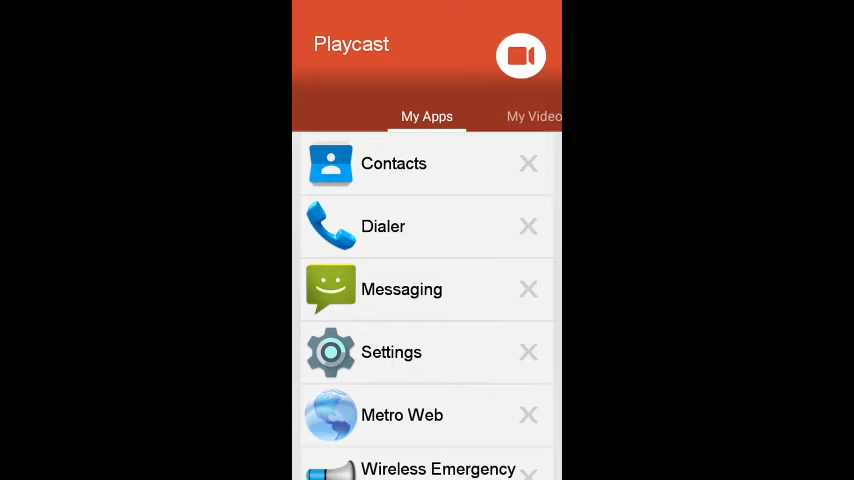 Playcast
My Apps
My Video
Contacts
Dialer
Messaging
Settings
Metro Web
Wireless Emergency